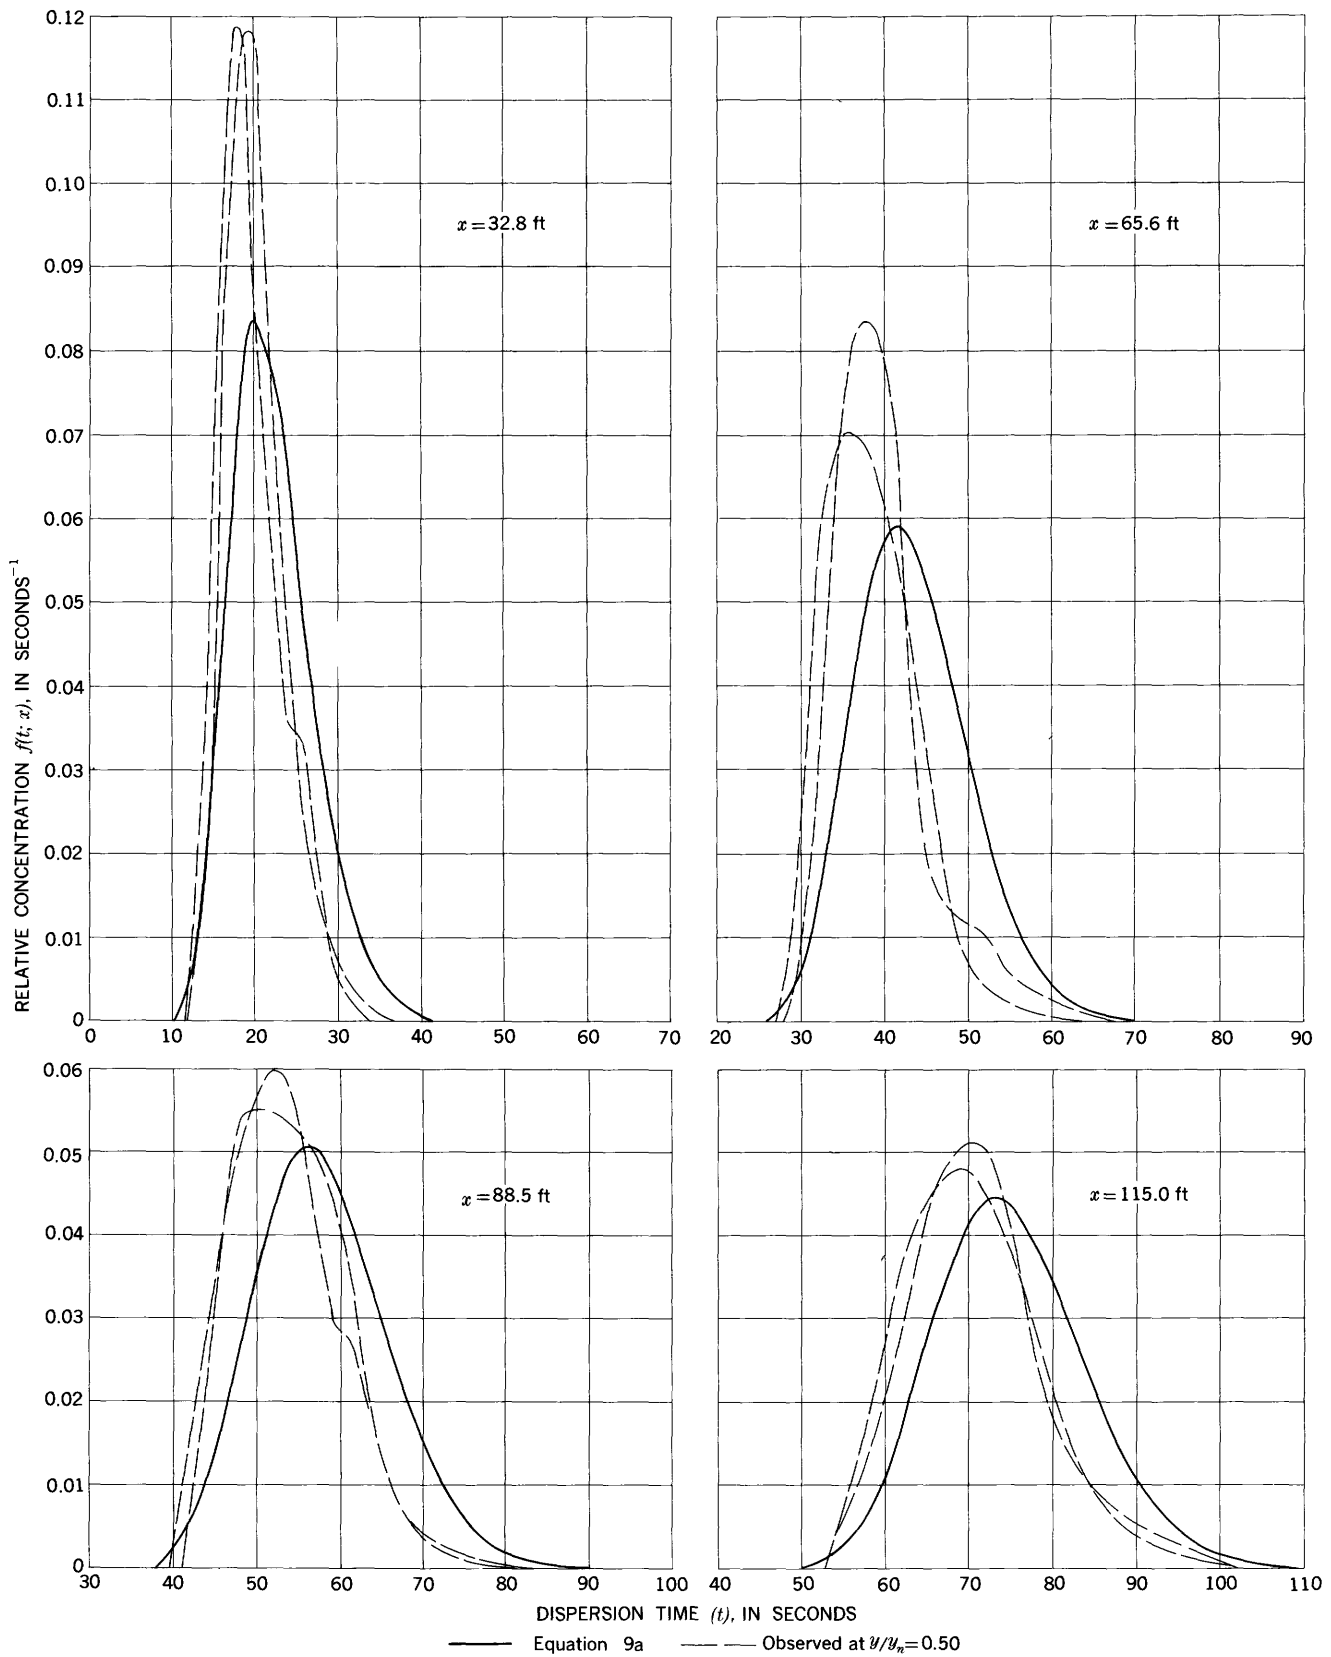 0.12
0.11
0.10
0.09
0.08
0.07
0.06
0.05
0.04
0.03
0.02
0.01
0
x=32.8 ft
0 10 20 30 40 50 60 70
x=65.6 ft
20 30 40 50 60 70 80 90
RELATIVE CONCENTRATION f(t; x), IN SECONDS⁻¹
0.06
0.05
0.04
0.03
0.02
0.01
0
x=88.5 ft
30 40 50 60 70 80 90 100
x=115.0 ft
40 50 60 70 80 90 100 110
DISPERSION TIME (t), IN SECONDS
Equation 9a Observed at y/yₙ=0.50